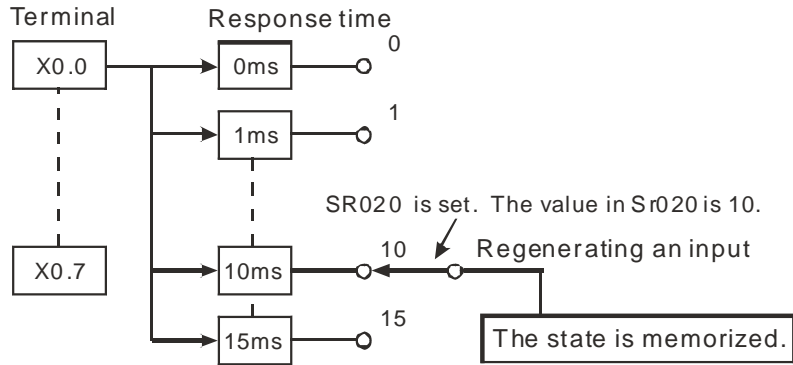 Terminal
Response time
X0.0
0ms
0
1ms
1
SR020 is set. The value in Sr020 is 10.
X0.7
10ms
10
Regenerating an input
15ms
15
The state is memorized.